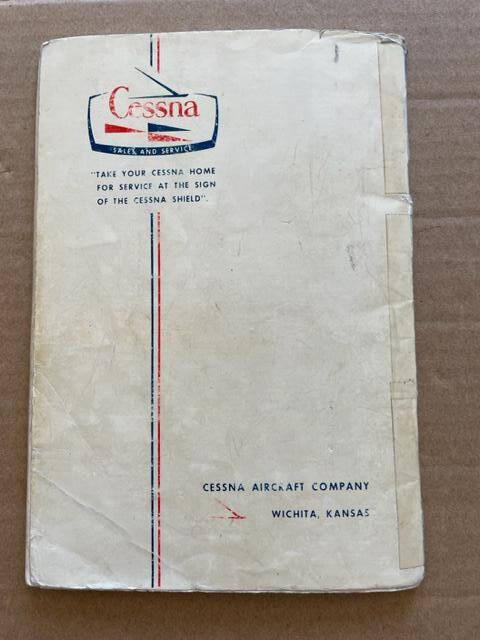 Cessna
SALES AND SERVICE
"TAKE YOUR CESSNA HOME
FOR SERVICE AT THE SIGN
OF THE CESSNA SHIELD".
CESSNA AIRCRAFT COMPANY
WICHITA, KANSAS